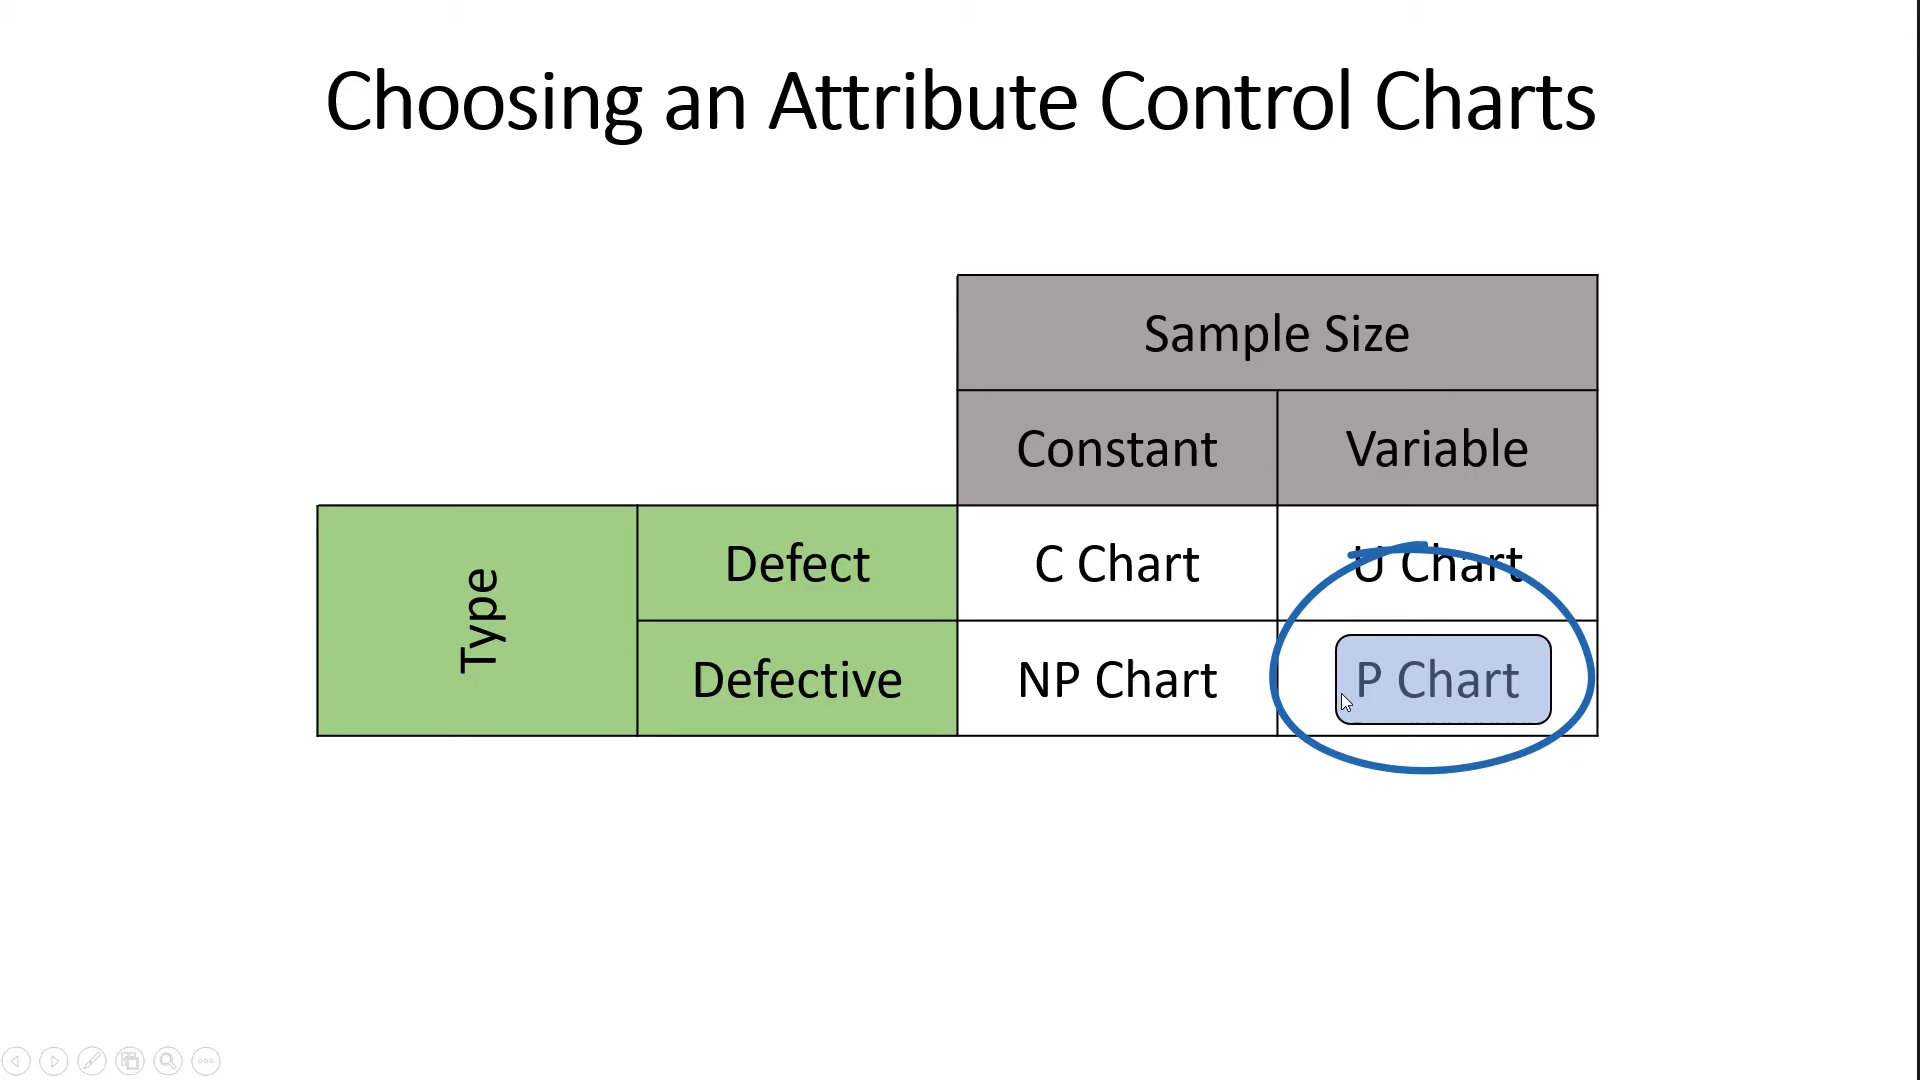 Choosing an Attribute Control Charts
Sample Size
Constant Variable
Type
Defect C Chart U Chart
Defective NP Chart P Chart